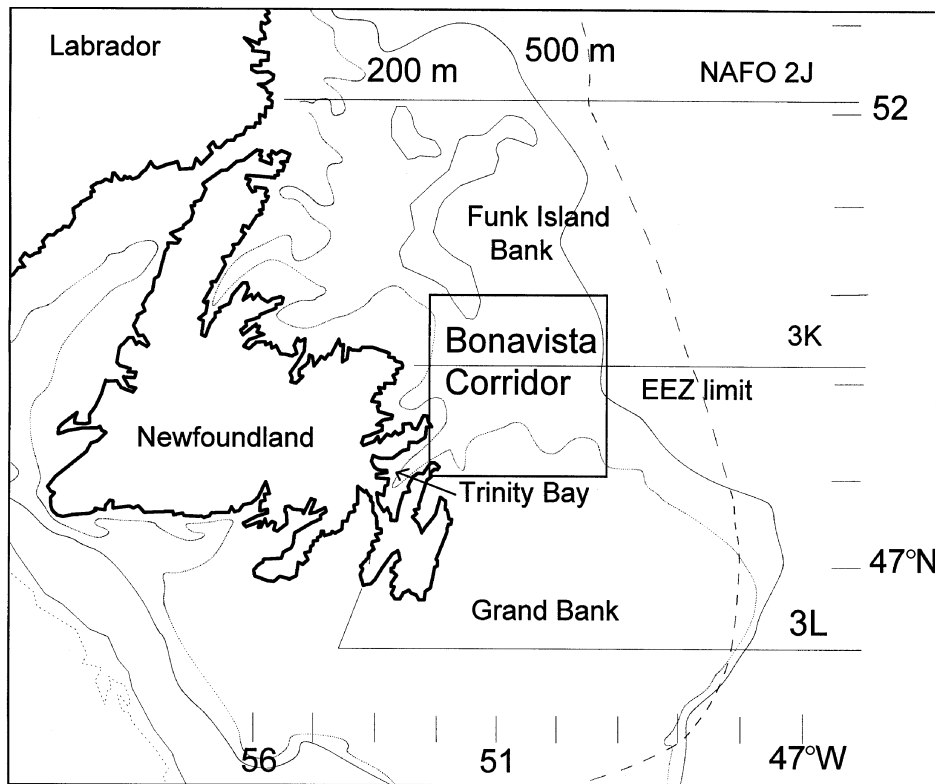 Labrador
200 m
500 m
NAFO 2J
52
Funk Island
Bank
Bonavista
Corridor
3K
EEZ limit
Newfoundland
Trinity Bay
47°N
Grand Bank
3L
56
51
47°W